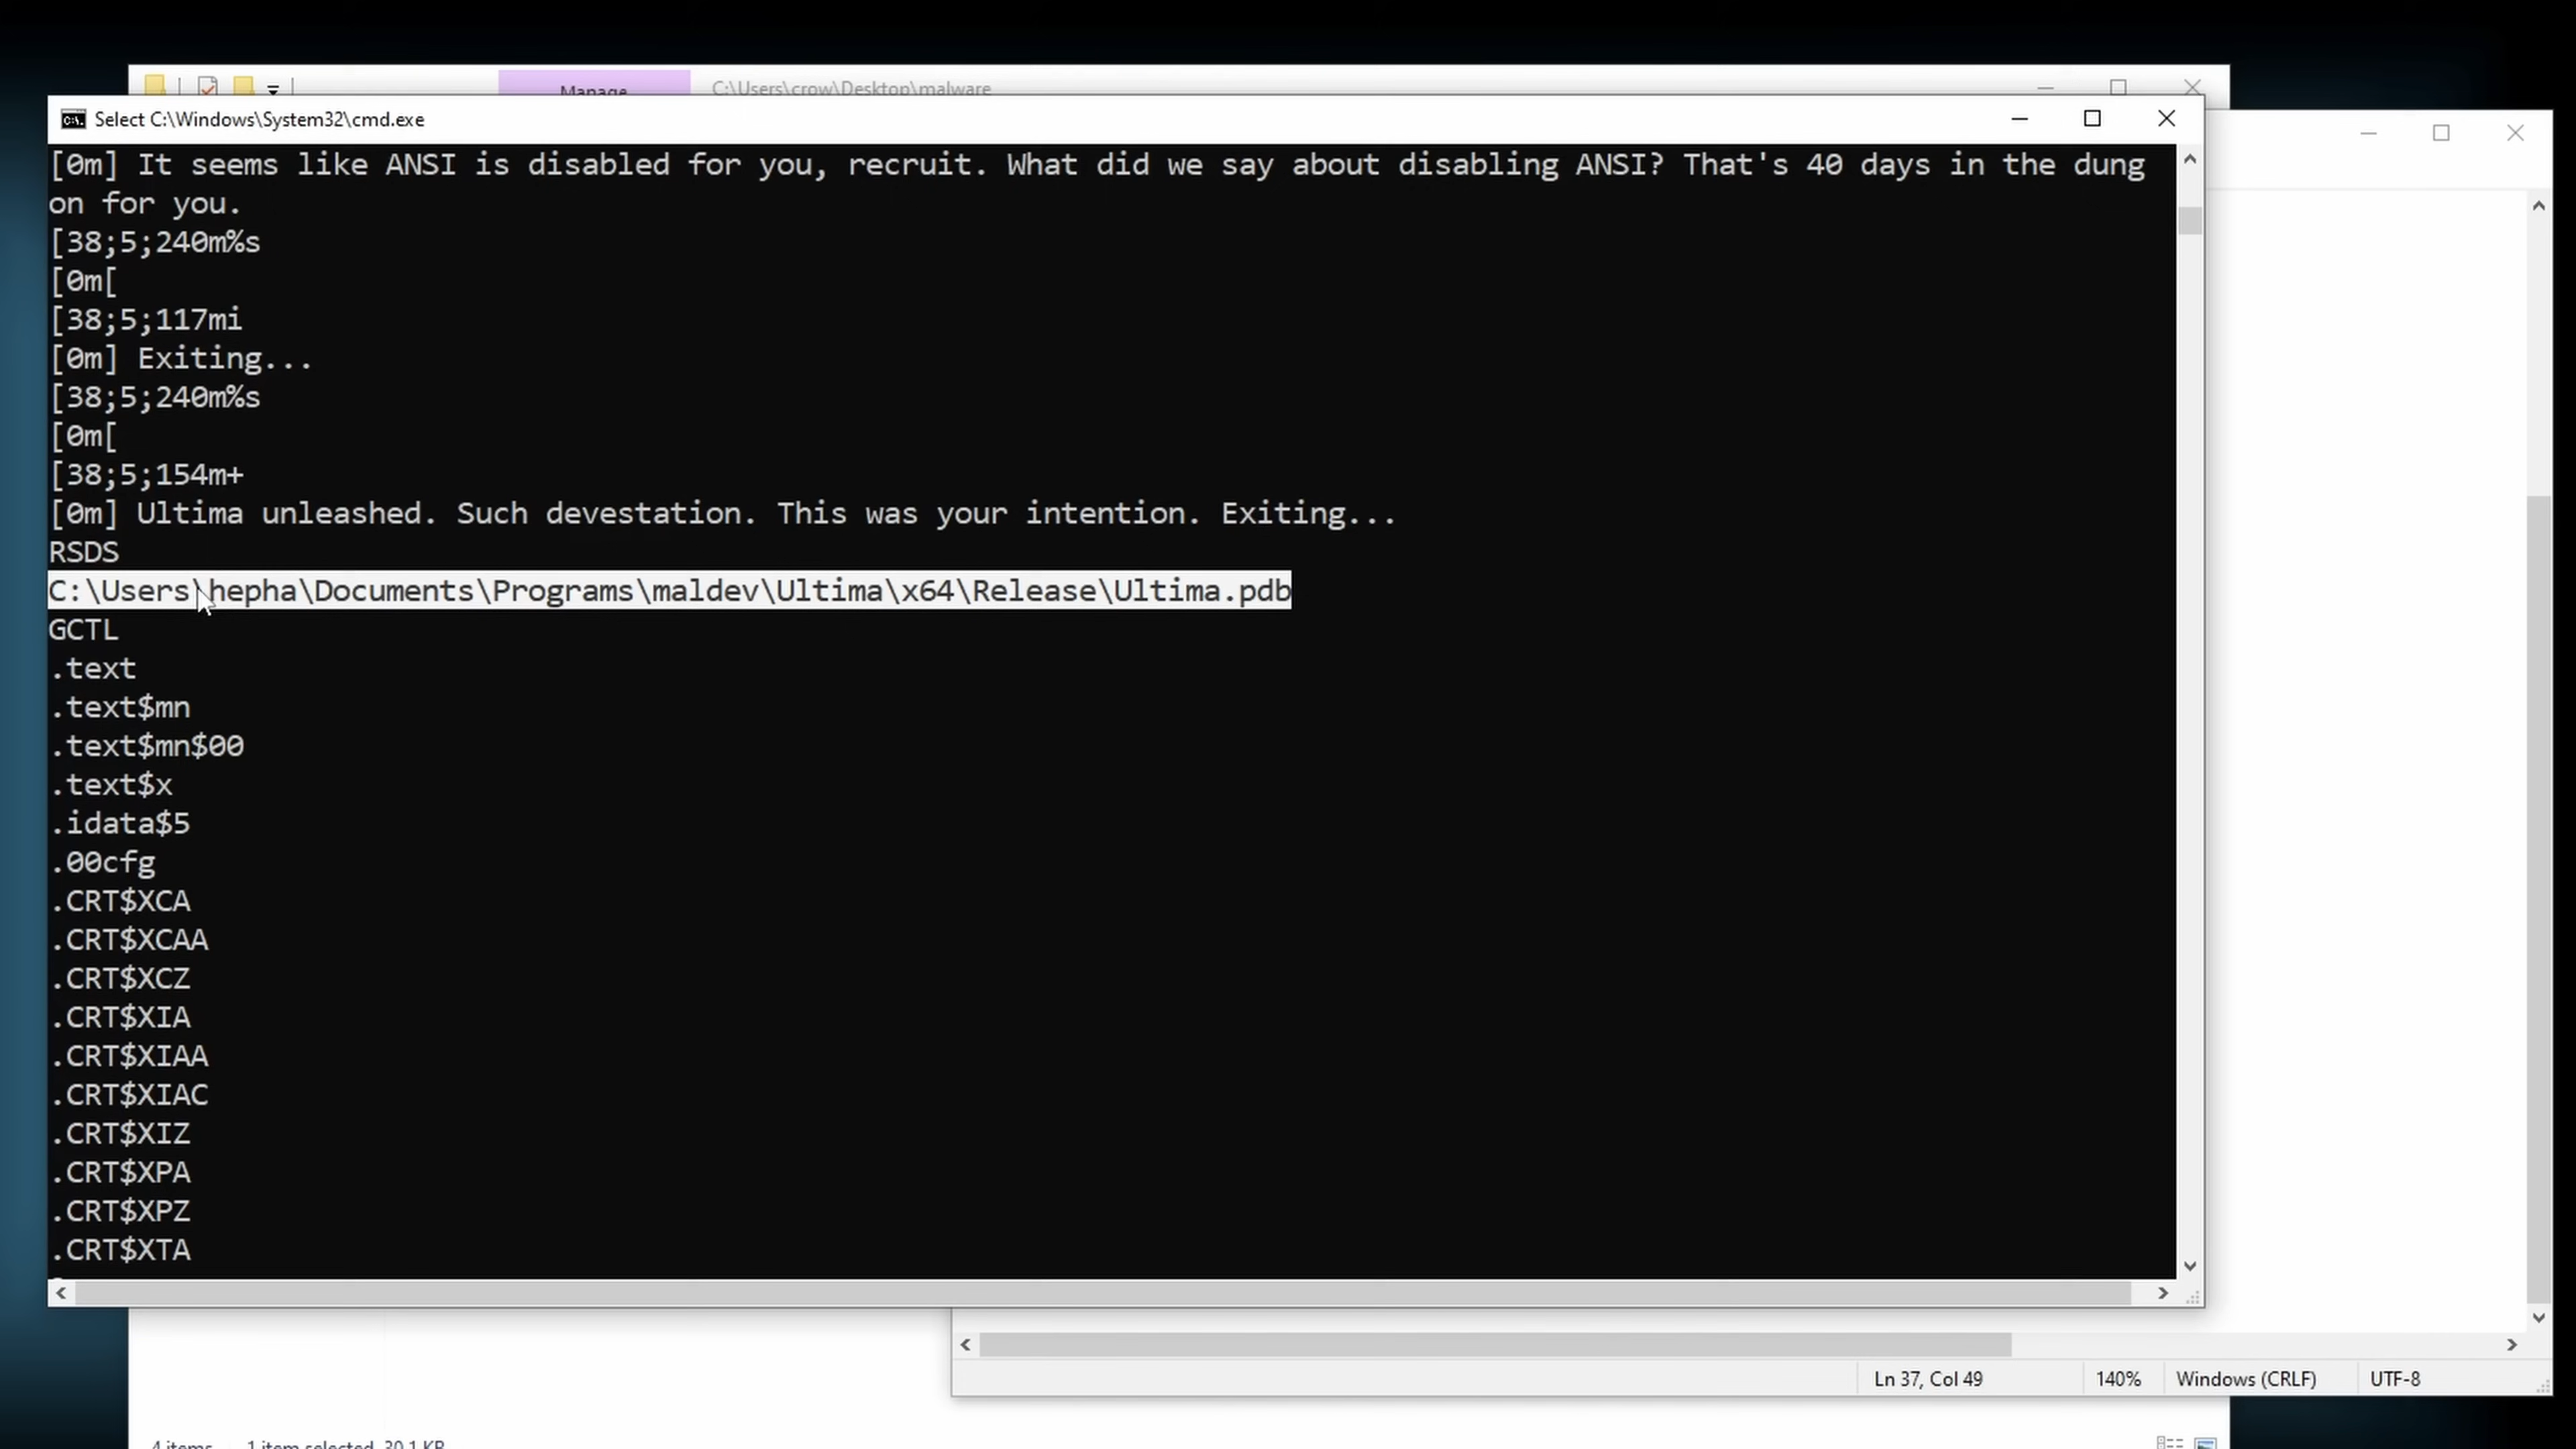 Manage
C:\Users\crow\Desktop\malware
Select C:\Windows\System32\cmd.exe
[0m] It seems like ANSI is disabled for you, recruit. What did we say about disabling ANSI? That's 40 days in the dung
on for you.
[38;5;240m%s
[0m[
[38;5;117mi
[0m] Exiting...
[38;5;240m%s
[0m[
[38;5;154m+
[0m] Ultima unleashed. Such devestation. This was your intention. Exiting...
RSDS
C:\Users\hepha\Documents\Programs\maldev\Ultima\x64\Release\Ultima.pdb
GCTL
.text
.text$mn
.text$mn$00
.text$x
.idata$5
.00cfg
.CRT$XCA
.CRT$XCAA
.CRT$XCZ
.CRT$XIA
.CRT$XIAA
.CRT$XIAC
.CRT$XIZ
.CRT$XPA
.CRT$XPZ
.CRT$XTA
Ln 37, Col 49
140%
Windows (CRLF)
UTF-8
4 items
1 item selected 30.1 KB